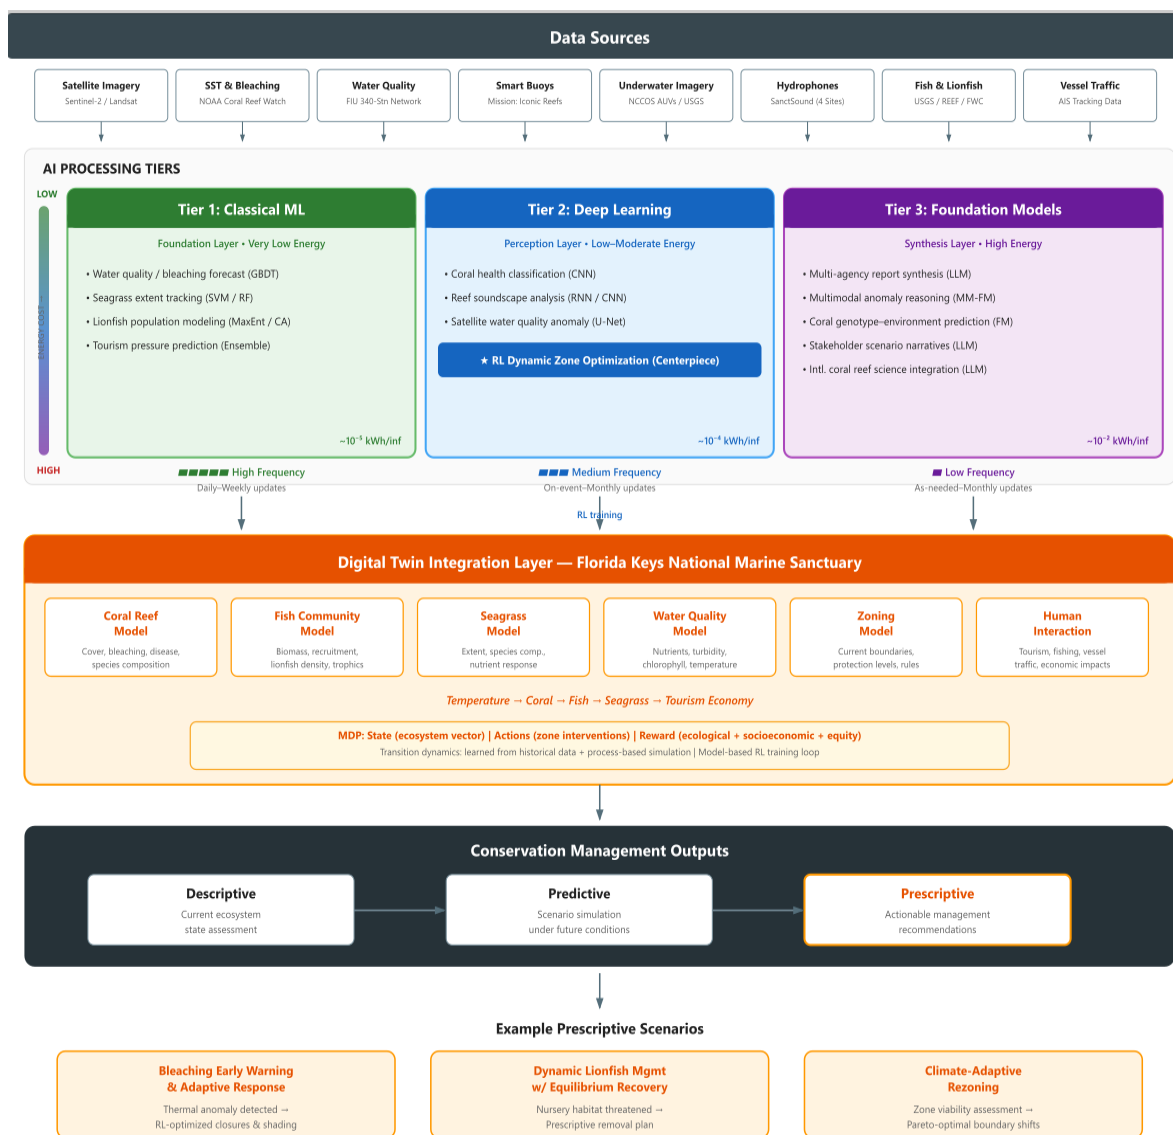 Data Sources
Satellite Imagery
Sentinel-2 / Landsat
SST & Bleaching
NOAA Coral Reef Watch
Water Quality
FIU 340-Stn Network
Smart Buoys
Mission: Iconic Reefs
Underwater Imagery
NCCOS AUVs / USGS
Hydrophones
SanctSound (4 Sites)
Fish & Lionfish
USGS / REEF / FWC
Vessel Traffic
AIS Tracking Data
AI PROCESSING TIERS
LOW
ENERGY COST →
HIGH
Tier 1: Classical ML
Foundation Layer • Very Low Energy
• Water quality / bleaching forecast (GBDT)
• Seagrass extent tracking (SVM / RF)
• Lionfish population modeling (MaxEnt / CA)
• Tourism pressure prediction (Ensemble)
~10⁻⁵ kWh/inf
High Frequency
Daily–Weekly updates
Tier 2: Deep Learning
Perception Layer • Low–Moderate Energy
• Coral health classification (CNN)
• Reef soundscape analysis (RNN / CNN)
• Satellite water quality anomaly (U-Net)
★ RL Dynamic Zone Optimization (Centerpiece)
~10⁻⁴ kWh/inf
Medium Frequency
On-event–Monthly updates
RL training
Tier 3: Foundation Models
Synthesis Layer • High Energy
• Multi-agency report synthesis (LLM)
• Multimodal anomaly reasoning (MM-FM)
• Coral genotype–environment prediction (FM)
• Stakeholder scenario narratives (LLM)
• Intl. coral reef science integration (LLM)
~10⁻² kWh/inf
Low Frequency
As-needed–Monthly updates
Digital Twin Integration Layer — Florida Keys National Marine Sanctuary
Coral Reef
Model
Cover, bleaching, disease,
species composition
Fish Community
Model
Biomass, recruitment,
lionfish density, trophics
Seagrass
Model
Extent, species comp.,
nutrient response
Water Quality
Model
Nutrients, turbidity,
chlorophyll, temperature
Zoning
Model
Current boundaries,
protection levels, rules
Human
Interaction
Tourism, fishing, vessel
traffic, economic impacts
Temperature → Coral → Fish → Seagrass → Tourism Economy
MDP: State (ecosystem vector) | Actions (zone interventions) | Reward (ecological + socioeconomic + equity)
Transition dynamics: learned from historical data + process-based simulation | Model-based RL training loop
Conservation Management Outputs
Descriptive
Current ecosystem
state assessment
Predictive
Scenario simulation
under future conditions
Prescriptive
Actionable management
recommendations
Example Prescriptive Scenarios
Bleaching Early Warning
& Adaptive Response
Thermal anomaly detected →
RL-optimized closures & shading
Dynamic Lionfish Mgmt
w/ Equilibrium Recovery
Nursery habitat threatened →
Prescriptive removal plan
Climate-Adaptive
Rezoning
Zone viability assessment →
Pareto-optimal boundary shifts